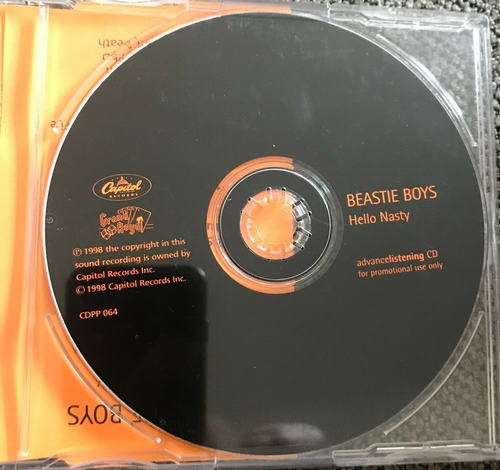 Capitol
RECORDS
Grand
Royal
℗ 1998 the copyright in this
sound recording is owned by
Capitol Records Inc.
© 1998 Capitol Records Inc.
CDPP 064
BEASTIE BOYS
Hello Nasty
advancelistening CD
for promotional use only
BOYS